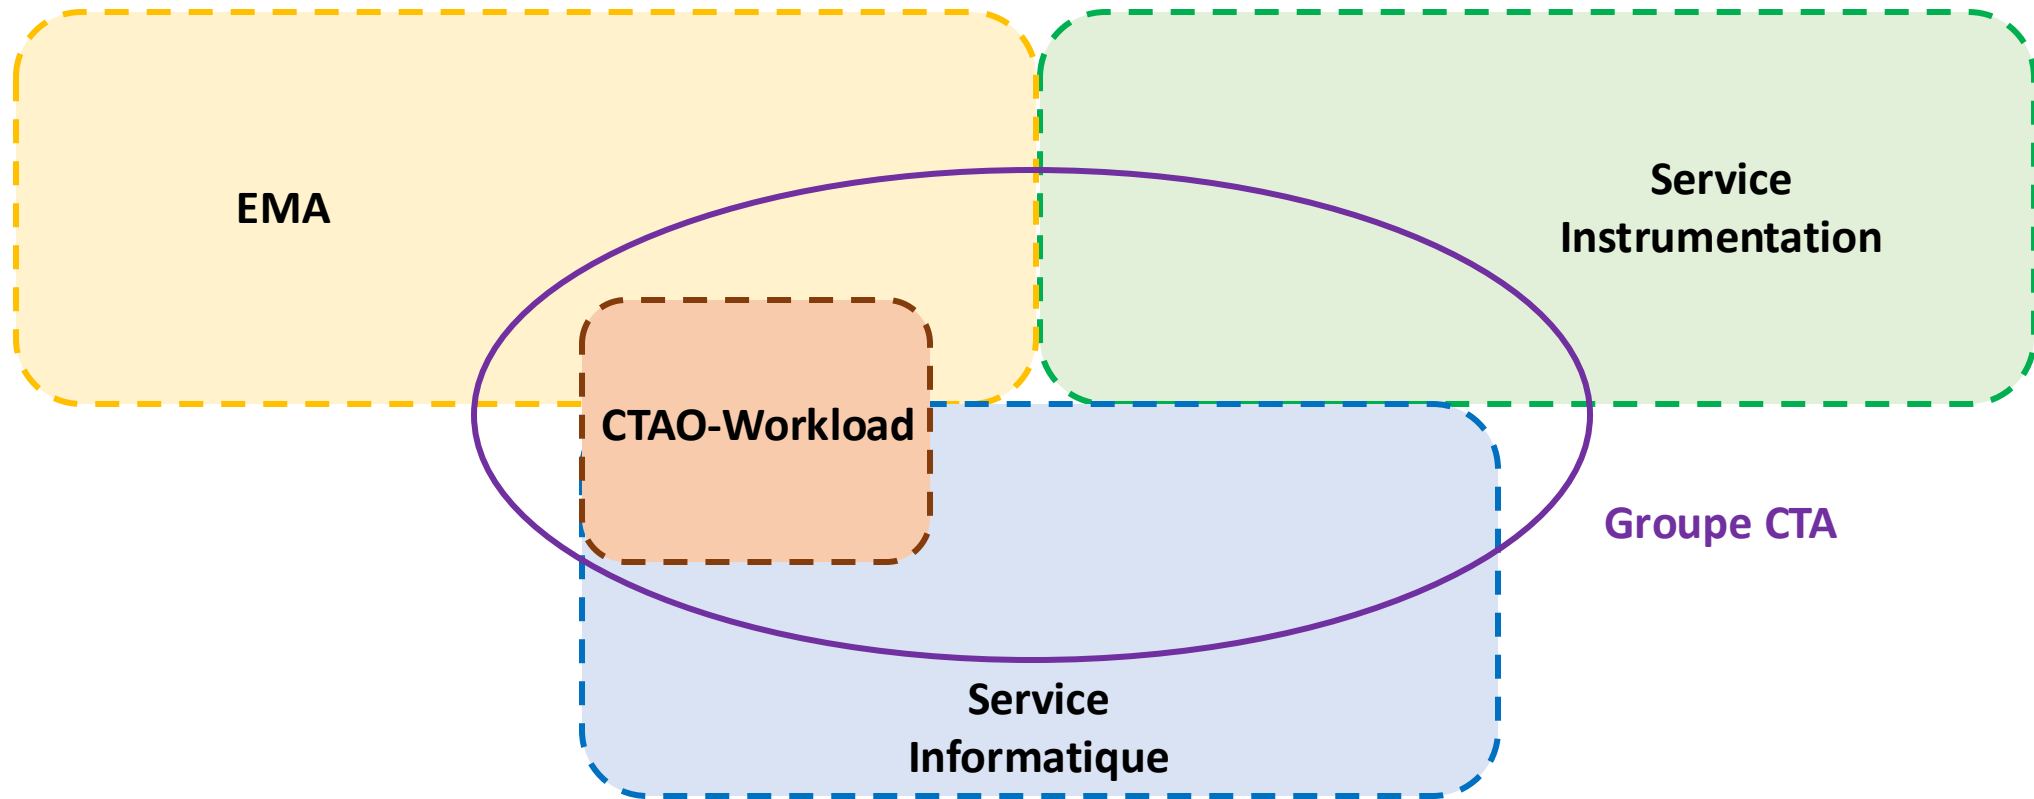 EMA
Service
Instrumentation
CTAO-Workload
Groupe CTA
Service
Informatique